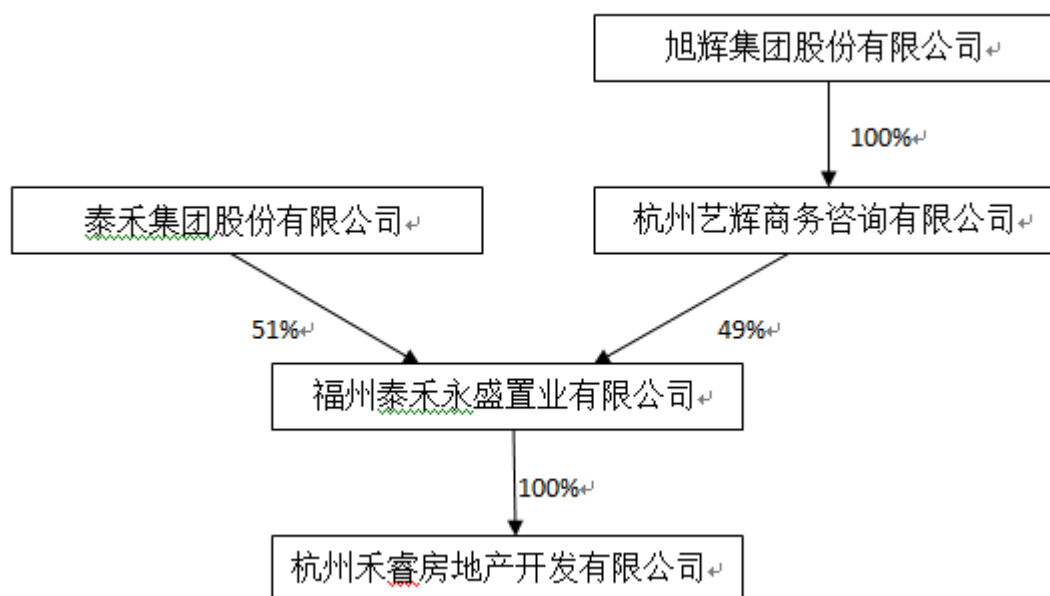 旭辉集团股份有限公司
100%
泰禾集团股份有限公司
杭州艺辉商务咨询有限公司
51%
49%
福州泰禾永盛置业有限公司
100%
杭州禾睿房地产开发有限公司